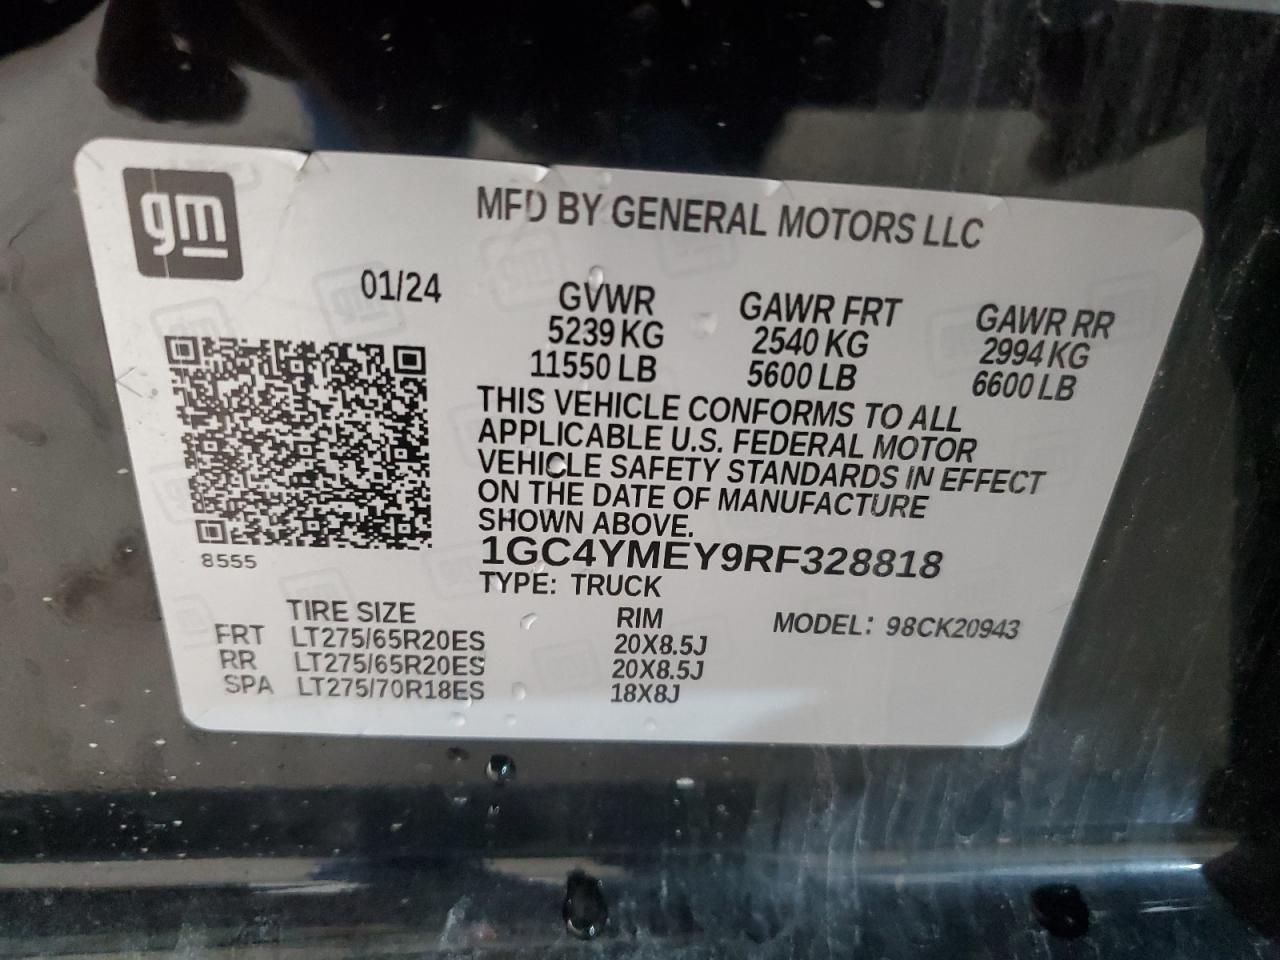 gm
MFD BY GENERAL MOTORS LLC
01/24
GVWR GAWR FRT GAWR RR
5239 KG 2540 KG 2994 KG
11550 LB 5600 LB 6600 LB
THIS VEHICLE CONFORMS TO ALL
APPLICABLE U.S. FEDERAL MOTOR
VEHICLE SAFETY STANDARDS IN EFFECT
ON THE DATE OF MANUFACTURE
SHOWN ABOVE.
8555
1GC4YMEY9RF328818
TYPE: TRUCK
TIRE SIZE RIM MODEL: 98CK20943
FRT LT275/65R20ES 20X8.5J
RR LT275/65R20ES 20X8.5J
SPA LT275/70R18ES 18X8J